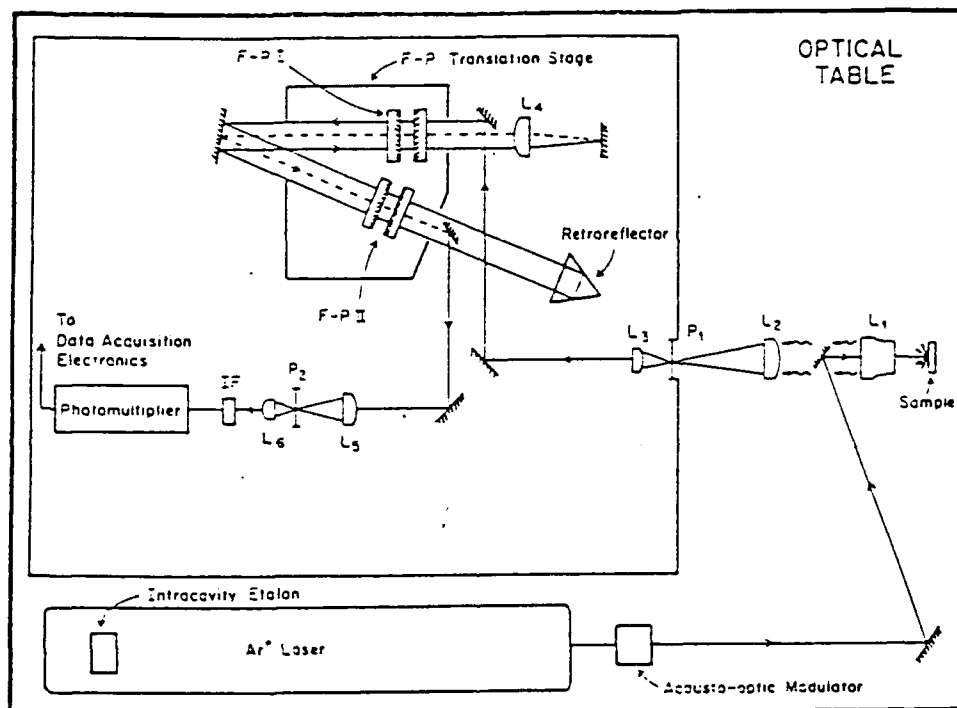 OPTICAL
TABLE
F-P I
F-P Translation Stage
L4
Retroreflector
F-P II
To
Data Acquisition
Electronics
IF
P2
L3
P1
L2
L1
Photomultiplier
Sample
L6
L5
Intracavity Etalon
Ar+ Laser
Acousto-optic Modulator